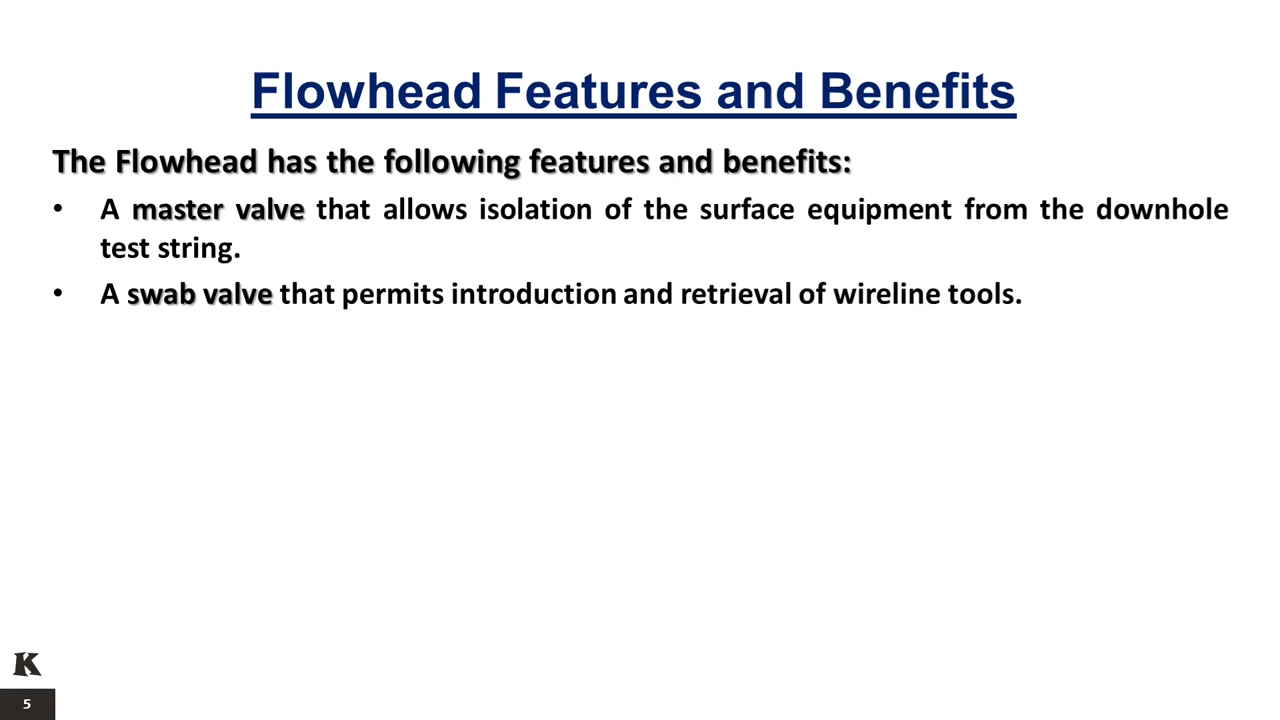 Flowhead Features and Benefits
The Flowhead has the following features and benefits:
• A master valve that allows isolation of the surface equipment from the downhole
test string.
• A swab valve that permits introduction and retrieval of wireline tools.
K
5